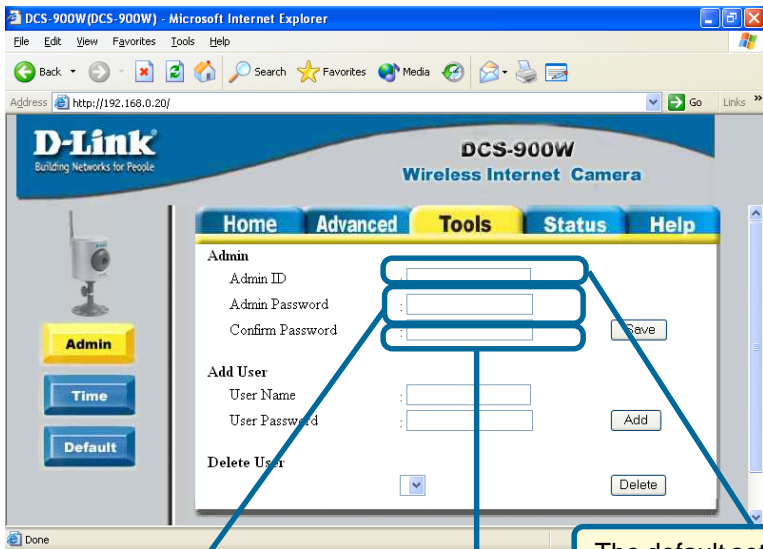 DCS-900W(DCS-900W) - Microsoft Internet Explorer
File Edit View Favorites Tools Help
Back Search Favorites Media
Address http://192.168.0.20/ Go Links »
D-Link
Building Networks for People
DCS-900W
Wireless Internet Camera
Home Advanced Tools Status Help
Admin
Time
Default
Admin
Admin ID :
Admin Password :
Confirm Password : Save
Add User
User Name :
User Password : Add
Delete User
Delete
Done
The default set